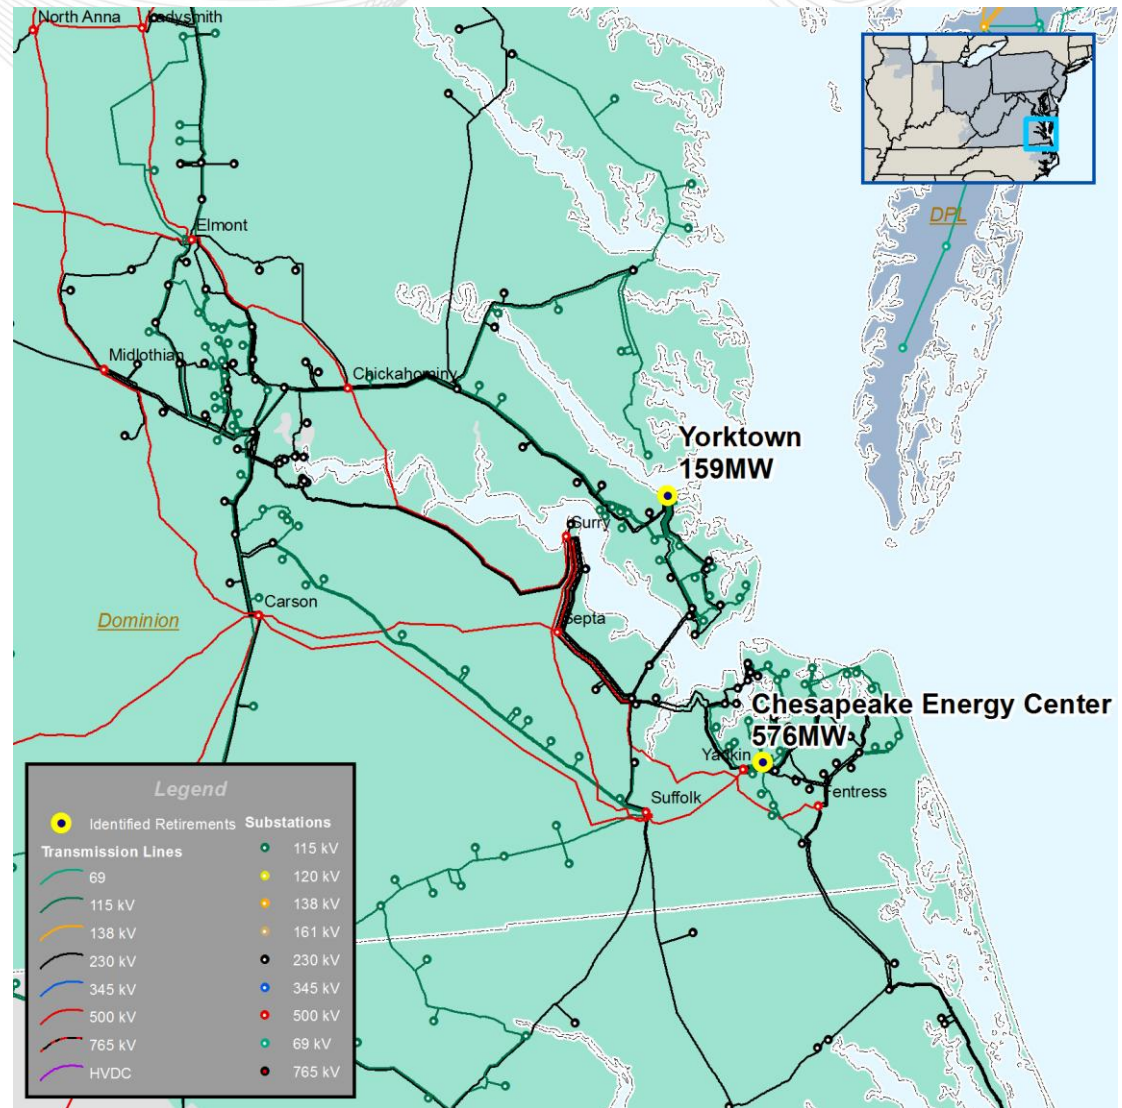 North Anna
Ladysmith
DPL
Elmont
Midlothian
Chickahominy
Yorktown
159MW
Surry
Carson
Septa
Dominion
Chesapeake Energy Center
576MW
Yadkin
Fentress
Suffolk
Legend
Identified Retirements
Transmission Lines
69
115 kV
138 kV
230 kV
345 kV
500 kV
765 kV
HVDC
Substations
115 kV
120 kV
138 kV
161 kV
230 kV
345 kV
500 kV
69 kV
765 kV